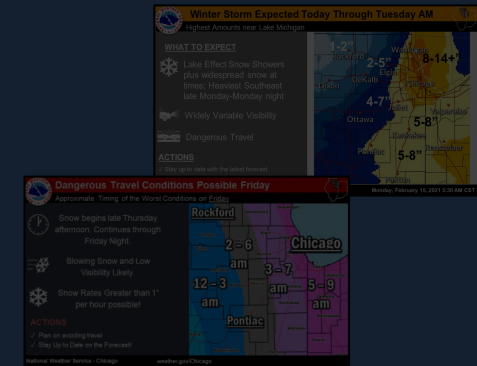 Winter Storm Expected Today Through Tuesday AM
Highest Amounts near Lake Michigan
WHAT TO EXPECT
Lake Effect Snow Showers
plus widespread snow at
times; Heaviest Southeast
late Monday-Monday night
Widely Variable Visibility
Dangerous Travel
ACTIONS
✓ Stay up to date with the latest forecast.
1-2"
Rockford
8-14+"
2-5"
Elgin
DeKalb
Dixon
Chicago
4-7"
Joliet
Valparaiso
Ottawa
5-8"
Kankakee
Rensselaer
Pontiac
5-8"
Monday, February 15, 2021 5:30 AM CST
Dangerous Travel Conditions Possible Friday
Approximate Timing of the Worst Conditions on Friday
Snow begins late Thursday
afternoon. Continues through
Friday Night.
Blowing Snow and Low
Visibility Likely.
Snow Rates Greater than 1"
per hour possible!
ACTIONS
✓ Plan on avoiding travel
✓ Stay Up to Date on the Forecast!
Rockford
2 – 6
am
Chicago
3 – 7
am
12 – 3
am
5 – 9
am
Pontiac
National Weather Service - Chicago
weather.gov/Chicago